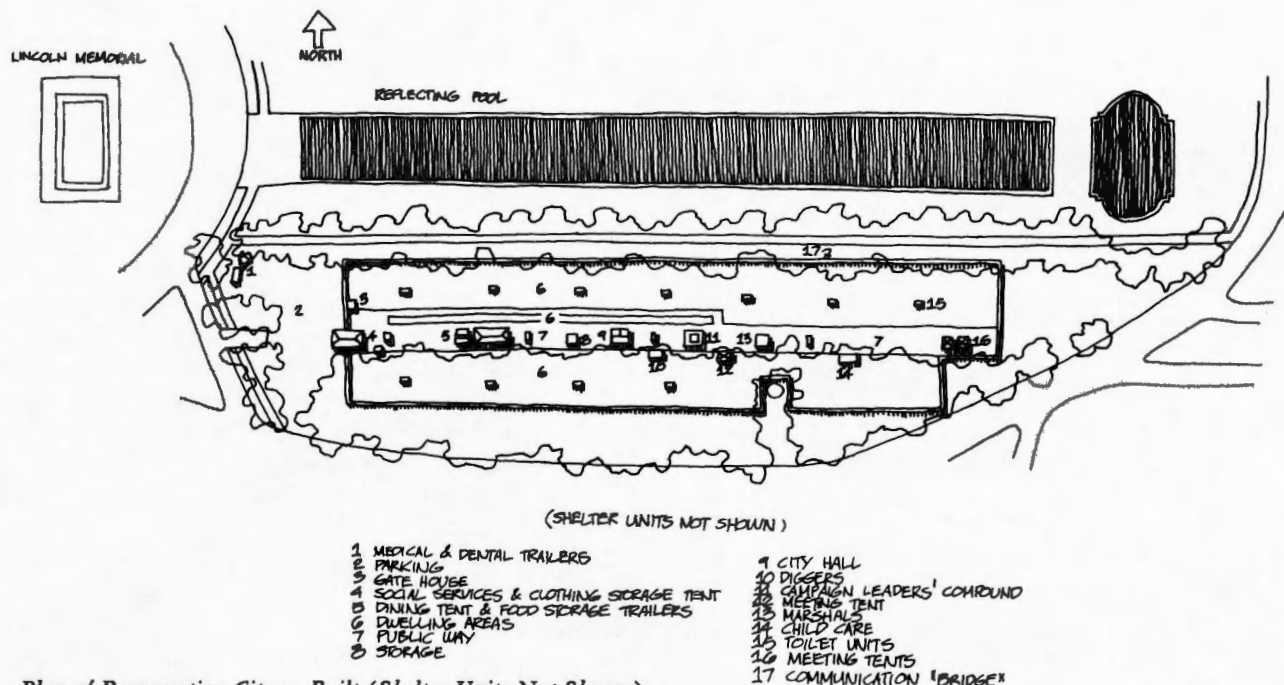 LINCOLN MEMORIAL
NORTH
REFLECTING POOL
1
17
2
3
6
15
6
4
5
7
8
9
11
13
7
16
10
12
14
6
(SHELTER UNITS NOT SHOWN)
1 MEDICAL & DENTAL TRAILERS
2 PARKING
3 GATE HOUSE
4 SOCIAL SERVICES & CLOTHING STORAGE TENT
5 DINING TENT & FOOD STORAGE TRAILERS
6 DWELLING AREAS
7 PUBLIC WAY
8 STORAGE
9 CITY HALL
10 DIGGERS
11 CAMPAIGN LEADERS' COMPOUND
12 MEETING TENT
13 MARSHALS
14 CHILD CARE
15 TOILET UNITS
16 MEETING TENTS
17 COMMUNICATION "BRIDGE"
Plan of Resurrection City as Built (Shelter Units Not Shown)